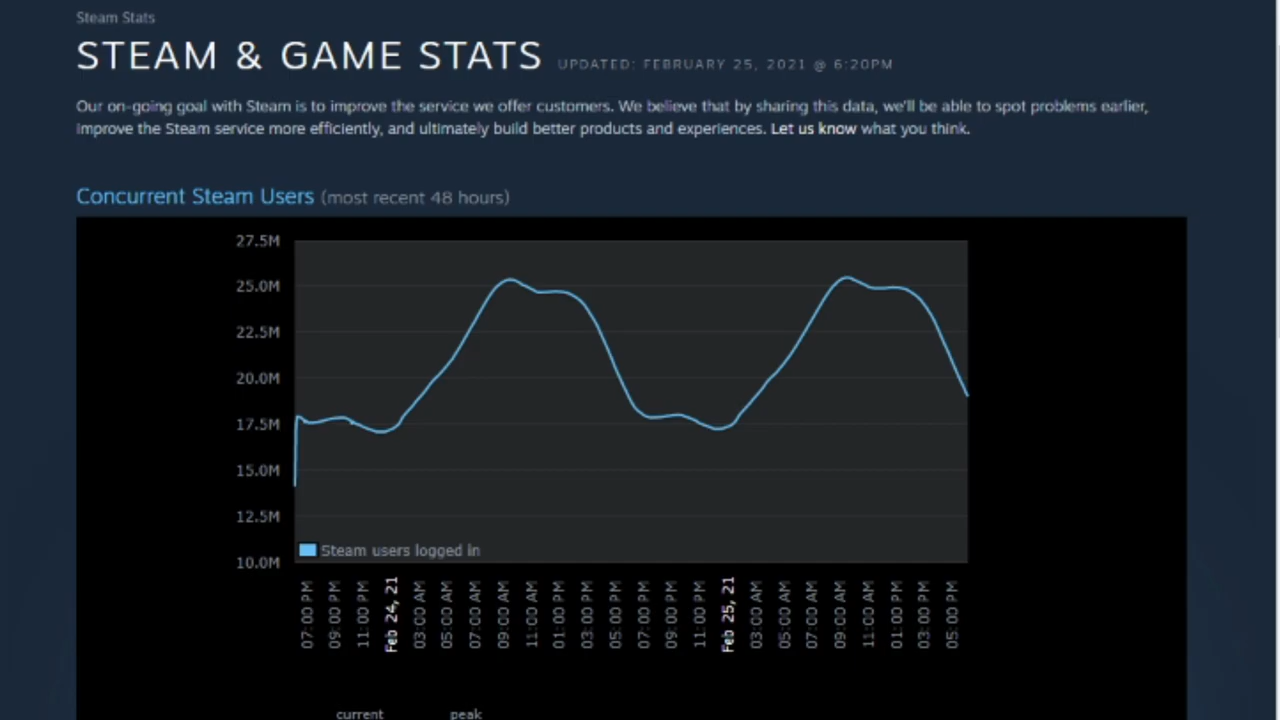 Steam Stats
STEAM & GAME STATS UPDATED: FEBRUARY 25, 2021 @ 6:20PM
Our on-going goal with Steam is to improve the service we offer customers. We believe that by sharing this data, we'll be able to spot problems earlier,
improve the Steam service more efficiently, and ultimately build better products and experiences. Let us know what you think.
Concurrent Steam Users (most recent 48 hours)
27.5M
25.0M
22.5M
20.0M
17.5M
15.0M
12.5M
10.0M
Steam users logged in
07:00 PM
09:00 PM
11:00 PM
Feb 24, 21
03:00 AM
05:00 AM
07:00 AM
09:00 AM
11:00 AM
01:00 PM
03:00 PM
05:00 PM
07:00 PM
09:00 PM
11:00 PM
Feb 25, 21
03:00 AM
05:00 AM
07:00 AM
09:00 AM
11:00 AM
01:00 PM
03:00 PM
05:00 PM
current peak